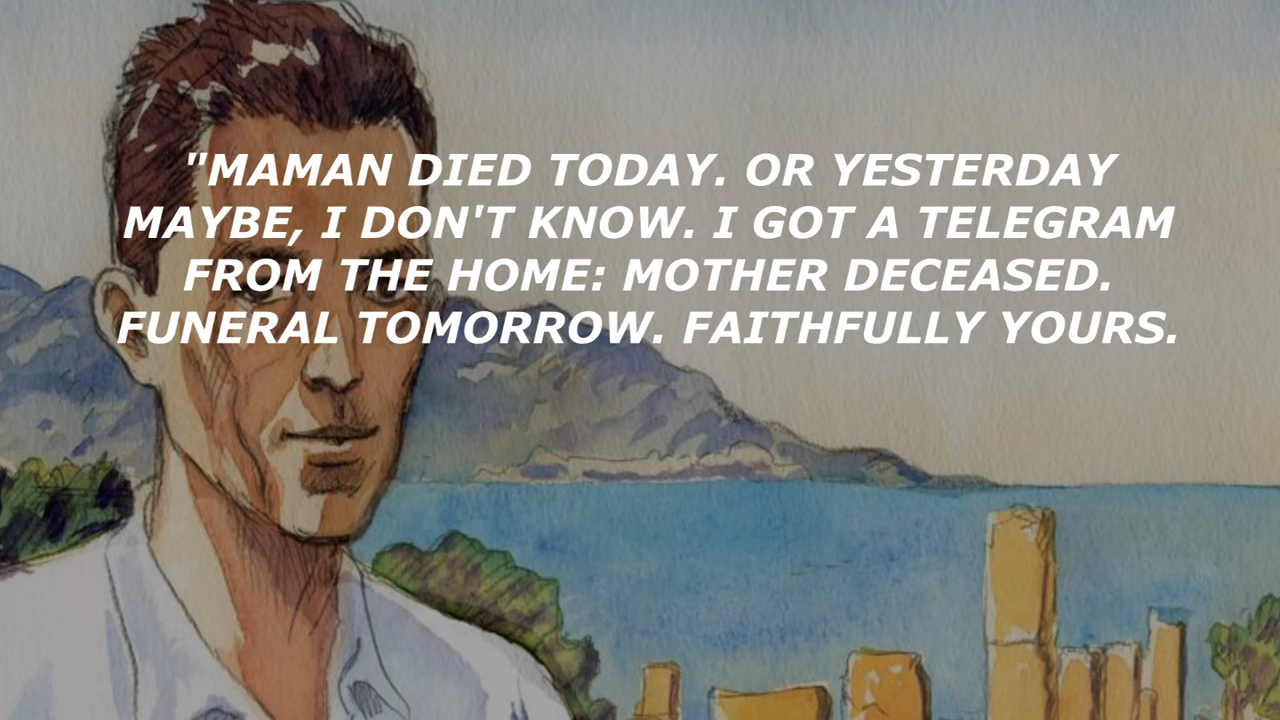 "MAMAN DIED TODAY. OR YESTERDAY
MAYBE, I DON'T KNOW. I GOT A TELEGRAM
FROM THE HOME: MOTHER DECEASED.
FUNERAL TOMORROW. FAITHFULLY YOURS.